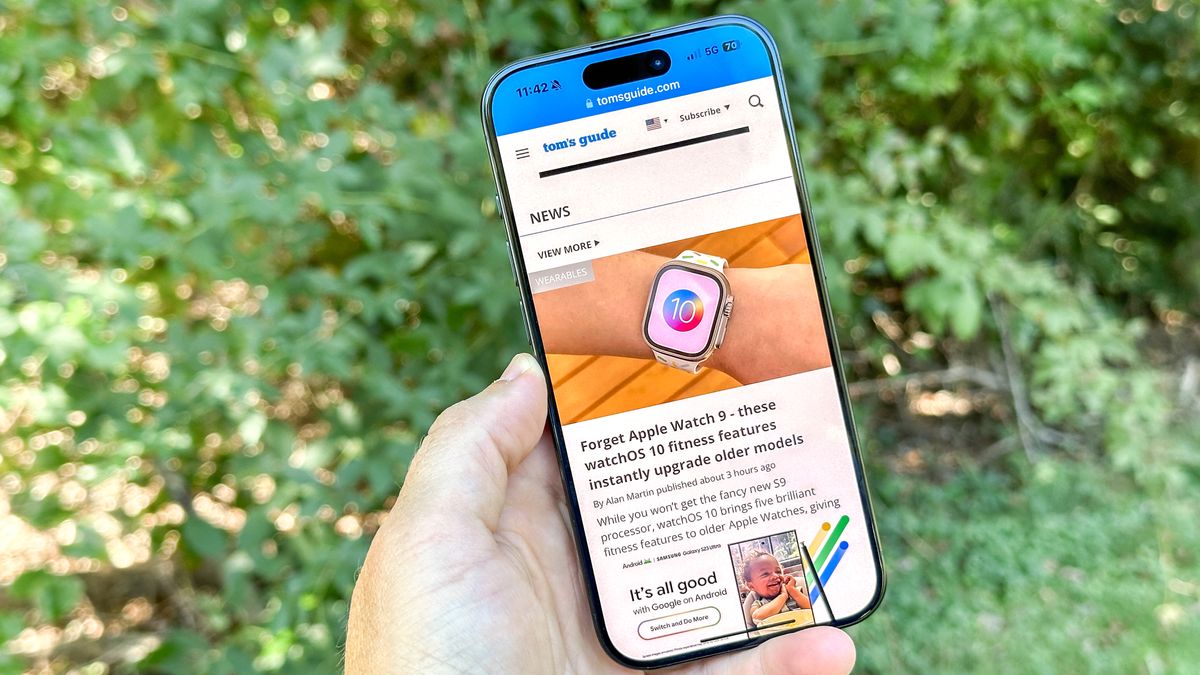 11:42
5G 70
tomsguide.com
tom's guide
Subscribe
NEWS
VIEW MORE
WEARABLES
10
Forget Apple Watch 9 - these
watchOS 10 fitness features
instantly upgrade older models
By Alan Martin published about 3 hours ago
While you won't get the fancy new S9
processor, watchOS 10 brings five brilliant
fitness features to older Apple Watches, giving
Android | SAMSUNG Galaxy S23 Ultra
It's all good
with Google on Android
Switch and Do More